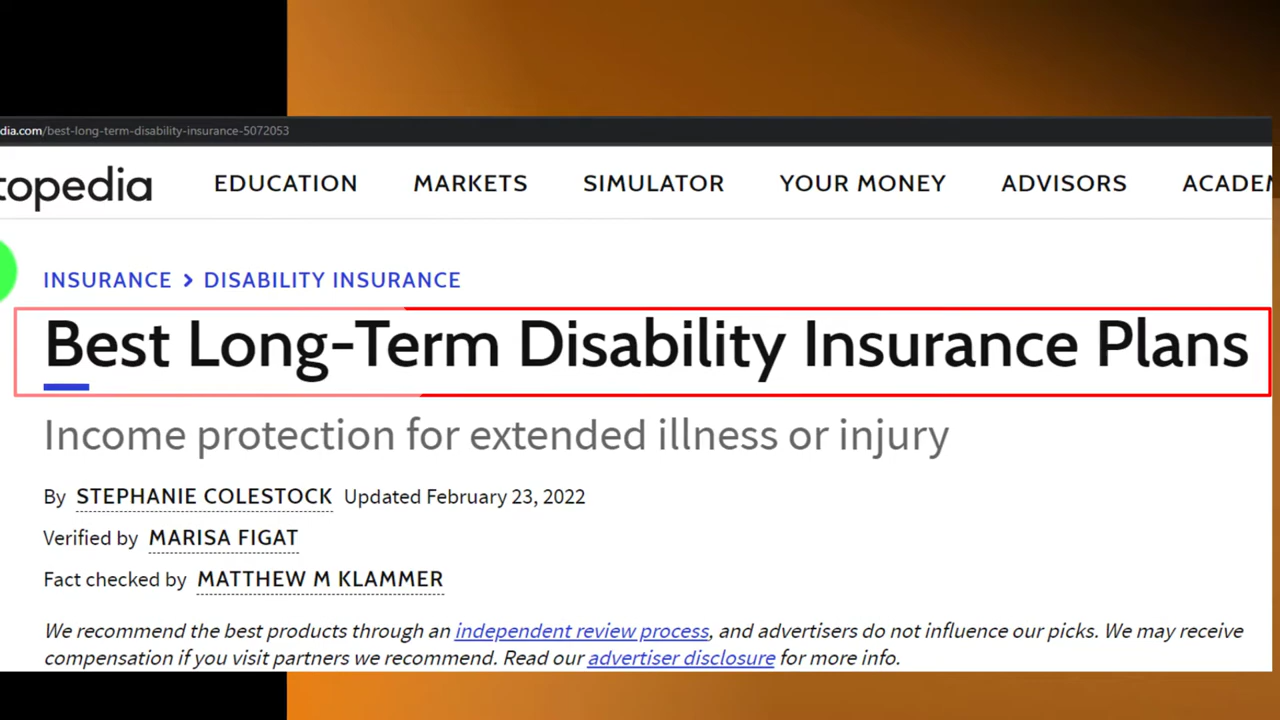 dia.com/best-long-term-disability-insurance-5072053
topedia EDUCATION MARKETS SIMULATOR YOUR MONEY ADVISORS ACADEM
INSURANCE > DISABILITY INSURANCE
Best Long-Term Disability Insurance Plans
Income protection for extended illness or injury
By STEPHANIE COLESTOCK Updated February 23, 2022
Verified by MARISA FIGAT
Fact checked by MATTHEW M KLAMMER
We recommend the best products through an independent review process, and advertisers do not influence our picks. We may receive
compensation if you visit partners we recommend. Read our advertiser disclosure for more info.